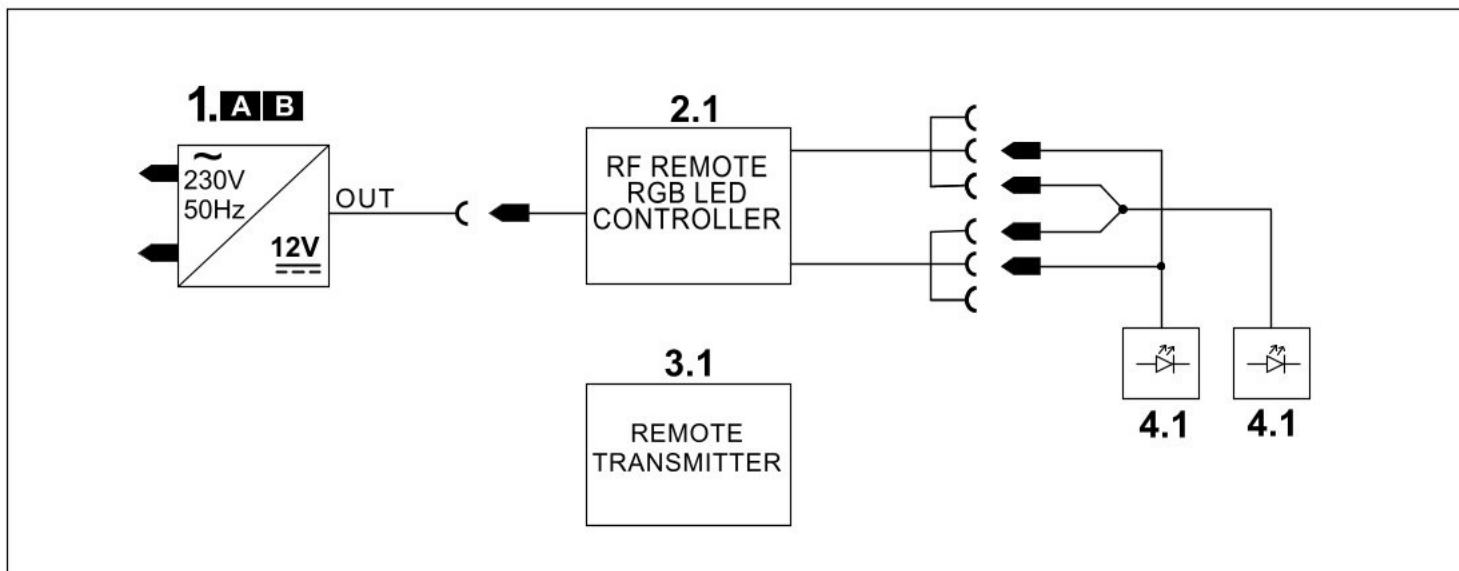 1. A B
~
230V
50Hz
12V
OUT
2.1
RF REMOTE
RGB LED
CONTROLLER
3.1
REMOTE
TRANSMITTER
4.1
4.1